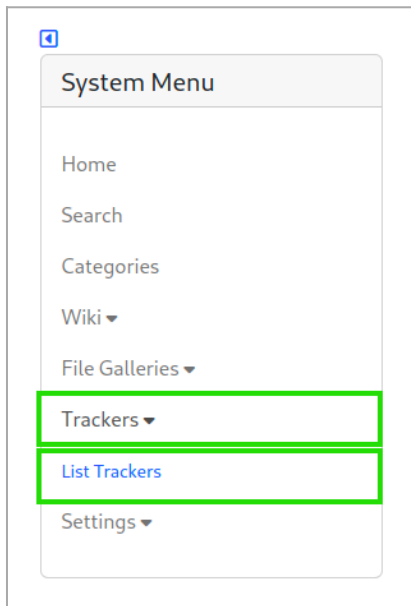 System Menu
Home
Search
Categories
Wiki
File Galleries
Trackers
List Trackers
Settings